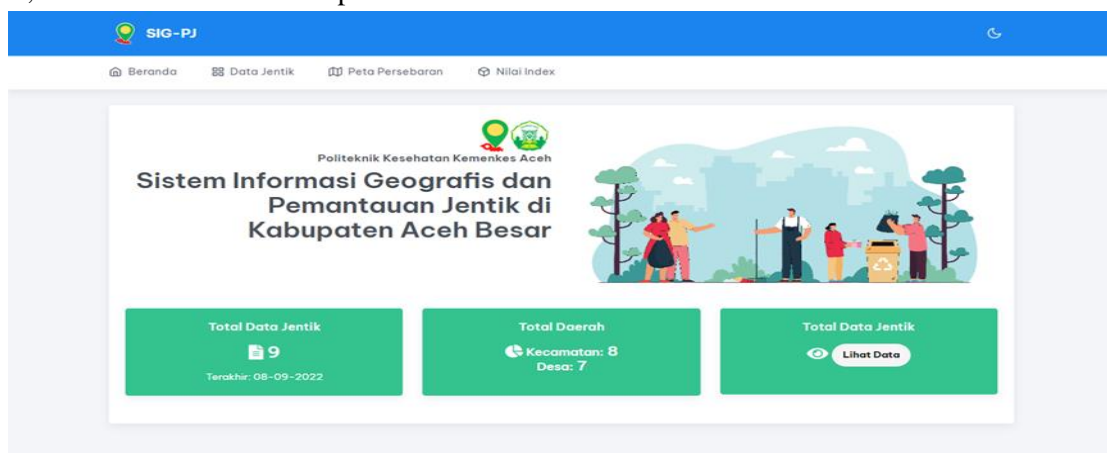 SIG-PJ
Beranda Data Jentik Peta Persebaran Nilai Index
Politeknik Kesehatan Kemenkes Aceh
Sistem Informasi Geografis dan
Pemantauan Jentik di
Kabupaten Aceh Besar
Total Data Jentik
9
Terakhir: 08-09-2022
Total Daerah
Kecamatan: 8
Desa: 7
Total Data Jentik
Lihat Data